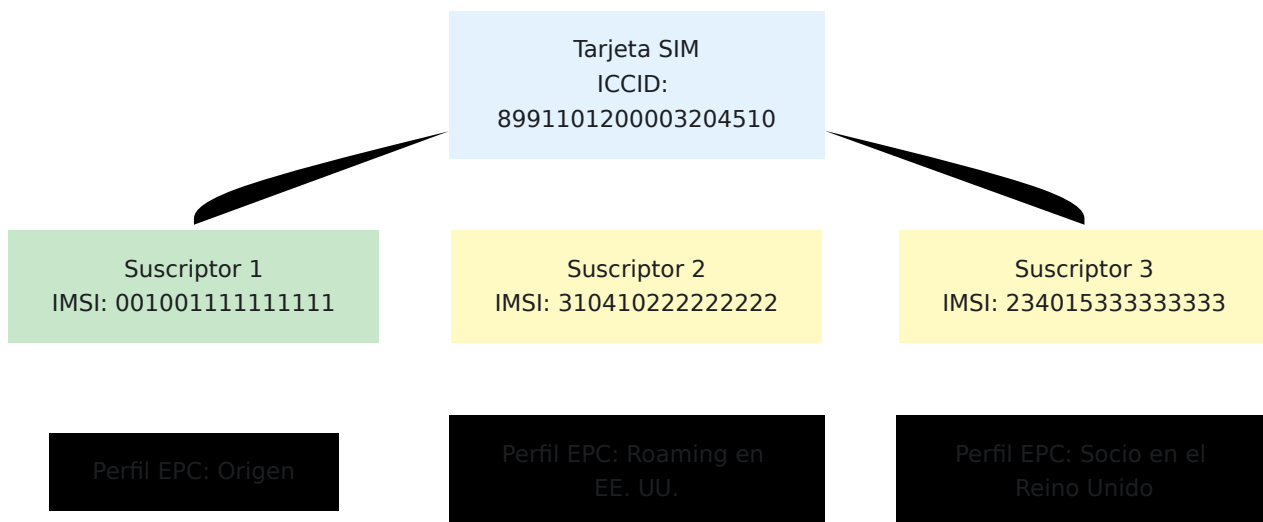 Tarjeta SIM
ICCID:
8991101200003204510
Suscriptor 1
IMSI: 001001111111111
Suscriptor 2
IMSI: 310410222222222
Suscriptor 3
IMSI: 234015333333333
Perfil EPC: Origen
Perfil EPC: Roaming en
EE. UU.
Perfil EPC: Socio en el
Reino Unido